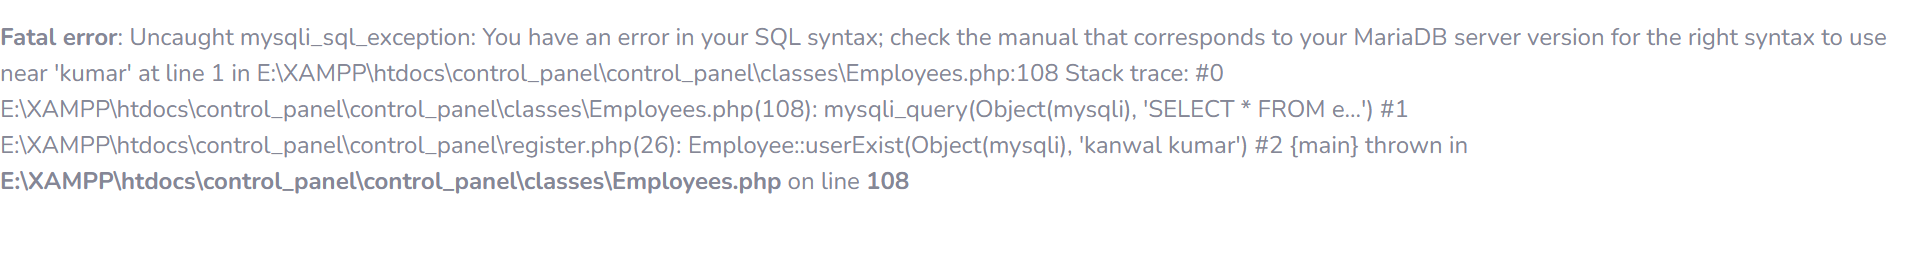 Fatal error: Uncaught mysqli_sql_exception: You have an error in your SQL syntax; check the manual that corresponds to your MariaDB server version for the right syntax to use
near 'kumar' at line 1 in E:\XAMPP\htdocs\control_panel\control_panel\classes\Employees.php:108 Stack trace: #0
E:\XAMPP\htdocs\control_panel\control_panel\classes\Employees.php(108): mysqli_query(Object(mysqli), 'SELECT * FROM e...') #1
E:\XAMPP\htdocs\control_panel\control_panel\register.php(26): Employee::userExist(Object(mysqli), 'kanwal kumar') #2 {main} thrown in
E:\XAMPP\htdocs\control_panel\control_panel\classes\Employees.php on line 108